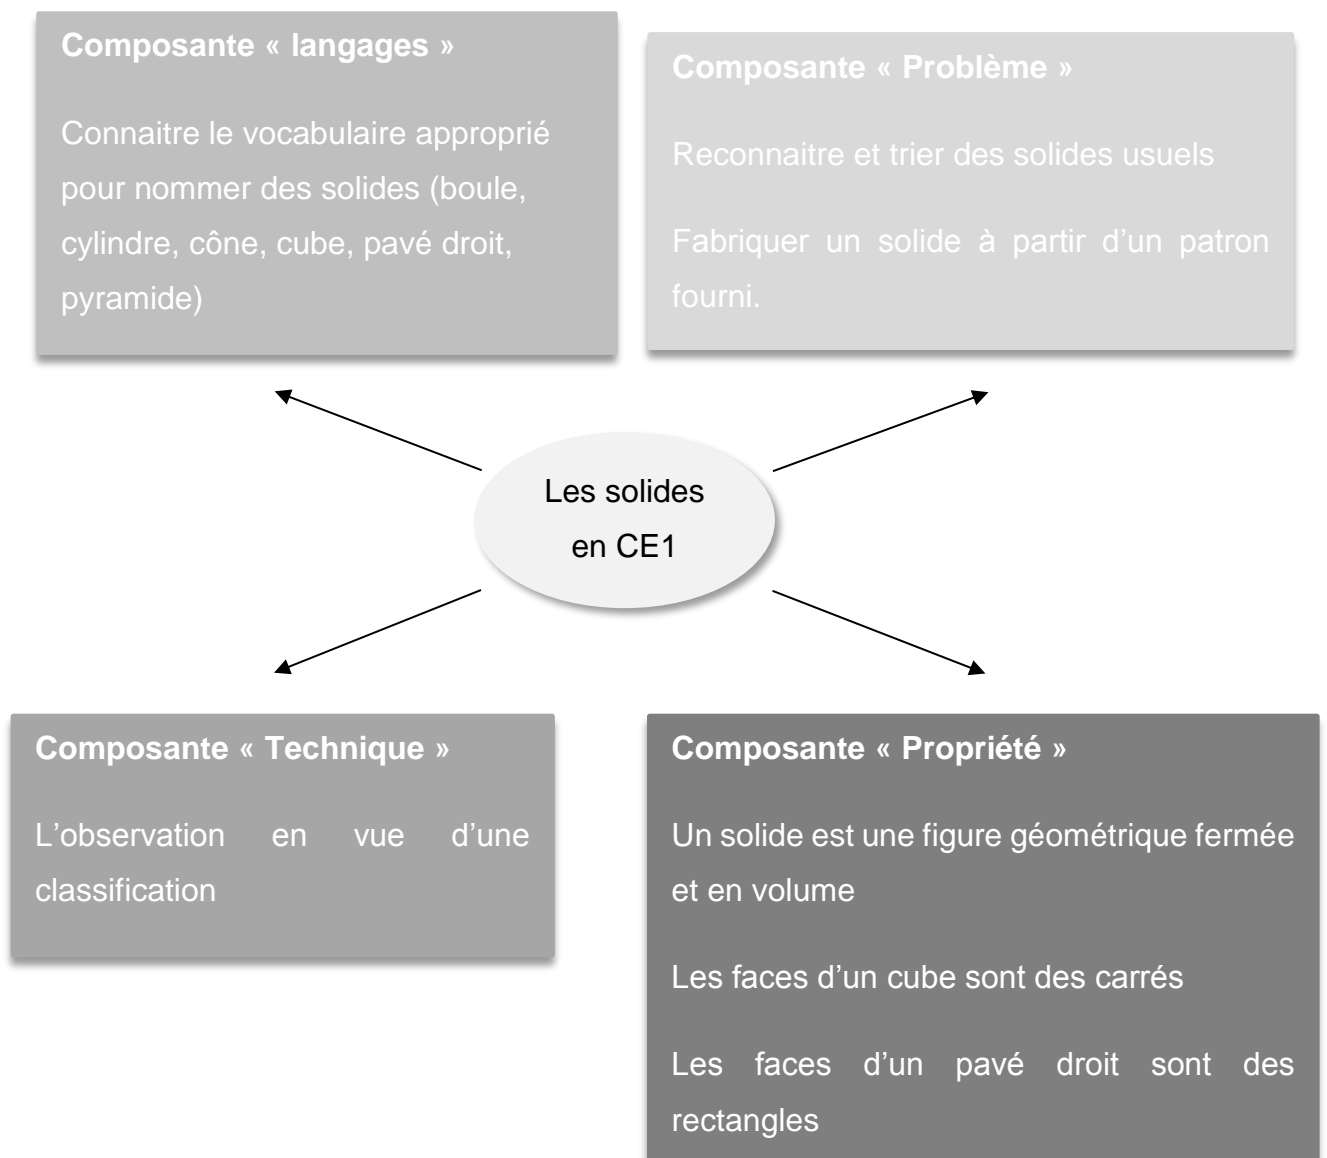 Composante « langages »
Connaitre le vocabulaire approprié
pour nommer des solides (boule,
cylindre, cône, cube, pavé droit,
pyramide)
Composante « Problème »
Reconnaitre et trier des solides usuels
Fabriquer un solide à partir d’un patron
fourni.
Les solides
en CE1
Composante « Technique »
L’observation en vue d’une
classification
Composante « Propriété »
Un solide est une figure géométrique fermée
et en volume
Les faces d’un cube sont des carrés
Les faces d’un pavé droit sont des
rectangles